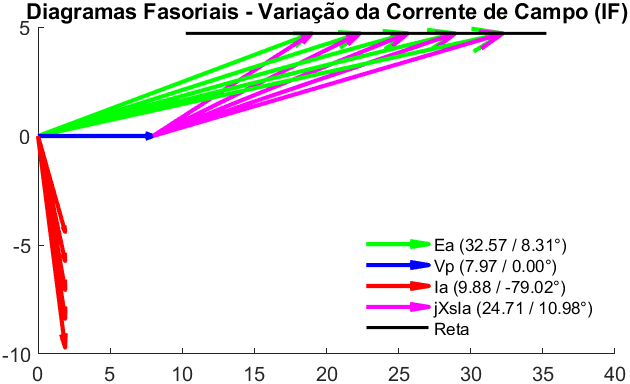 Diagramas Fasoriais - Variação da Corrente de Campo (IF)
5
0
-5
-10
0 5 10 15 20 25 30 35 40
Ea (32.57 / 8.31°)
Vp (7.97 / 0.00°)
Ia (9.88 / -79.02°)
jXsIa (24.71 / 10.98°)
Reta